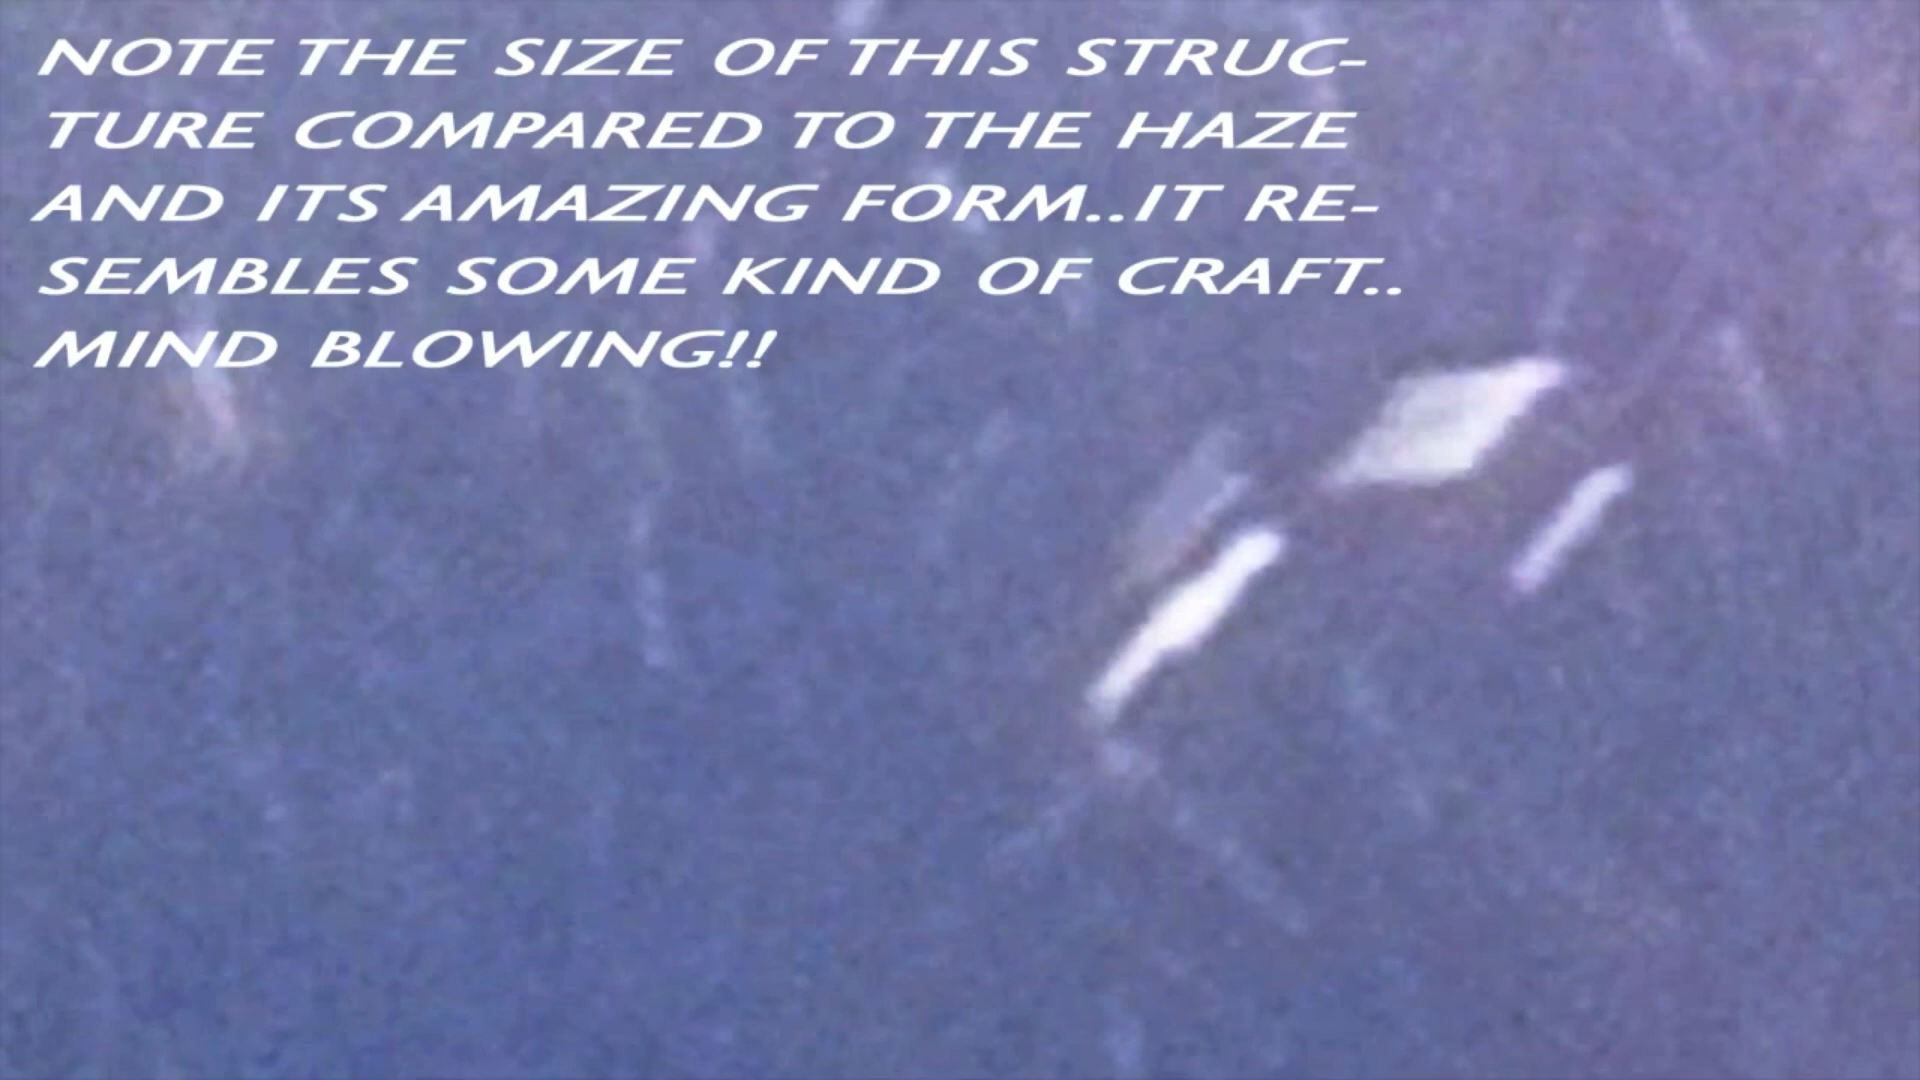 NOTE THE SIZE OF THIS STRUC-
TURE COMPARED TO THE HAZE
AND ITS AMAZING FORM..IT RE-
SEMBLES SOME KIND OF CRAFT..
MIND BLOWING!!